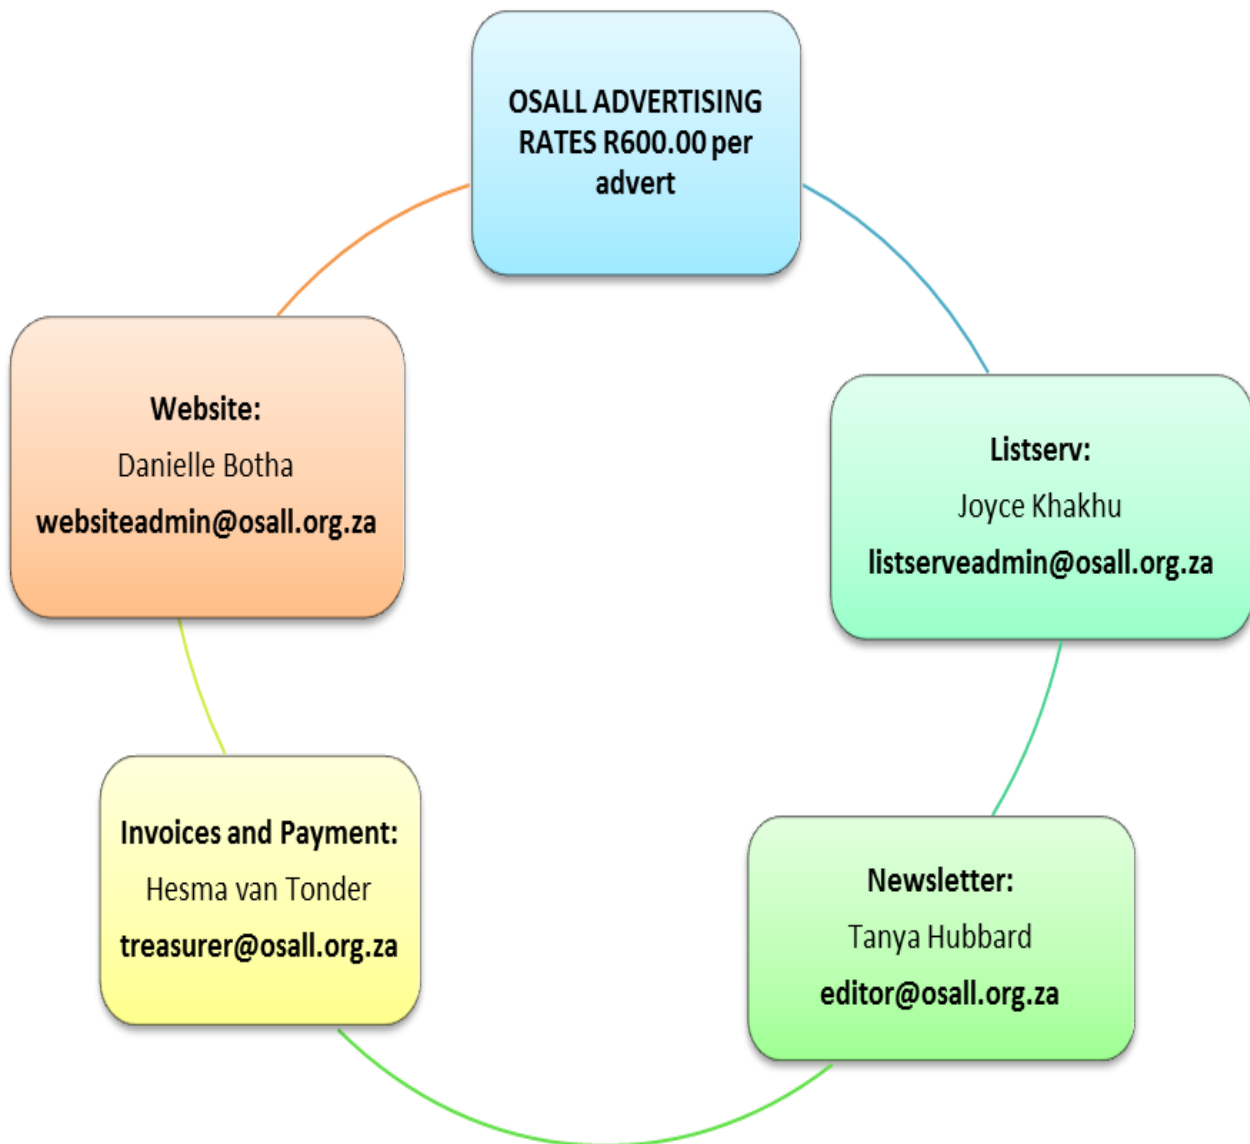 OSALL ADVERTISING
RATES R600.00 per
advert
Website:
Danielle Botha
websiteadmin@osall.org.za
Listserv:
Joyce Khakhu
listserveadmin@osall.org.za
Invoices and Payment:
Hesma van Tonder
treasurer@osall.org.za
Newsletter:
Tanya Hubbard
editor@osall.org.za